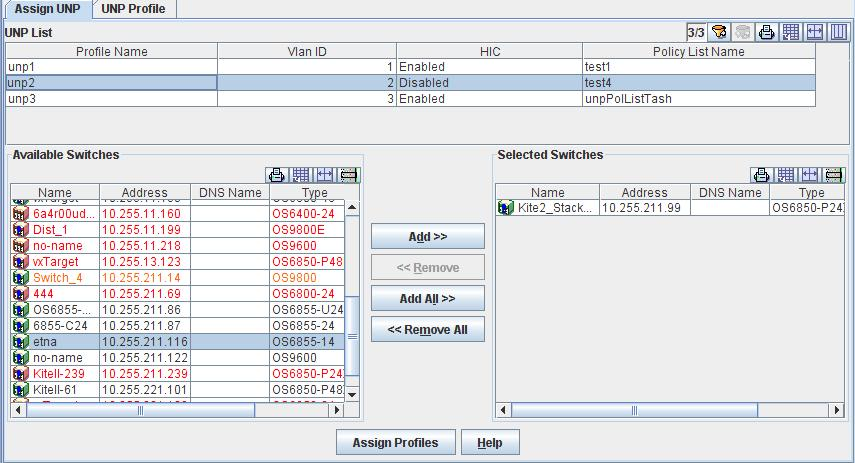 Assign UNP UNP Profile
UNP List 3/3
Profile Name Vlan ID HIC Policy List Name
unp1 1 Enabled test1
unp2 2 Disabled test4
unp3 3 Enabled unpPolListTash
Available Switches
Name Address DNS Name Type
6a4r00ud... 10.255.11.160 OS6400-24
Dist_1 10.255.11.199 OS9800E
no-name 10.255.11.218 OS9600
vxTarget 10.255.13.123 OS6850-P48
Switch_4 10.255.211.14 OS9800
444 10.255.211.69 OS6800-24
OS6855-... 10.255.211.86 OS6855-U24
6855-C24 10.255.211.87 OS6855-24
etna 10.255.211.116 OS6855-14
no-name 10.255.211.122 OS9600
Kitell-239 10.255.211.239 OS6850-P24
Kitell-61 10.255.221.101 OS6850-P48
Add >>
<< Remove
Add All >>
<< Remove All
Selected Switches
Name Address DNS Name Type
Kite2_Stack... 10.255.211.99 OS6850-P24
Assign Profiles Help